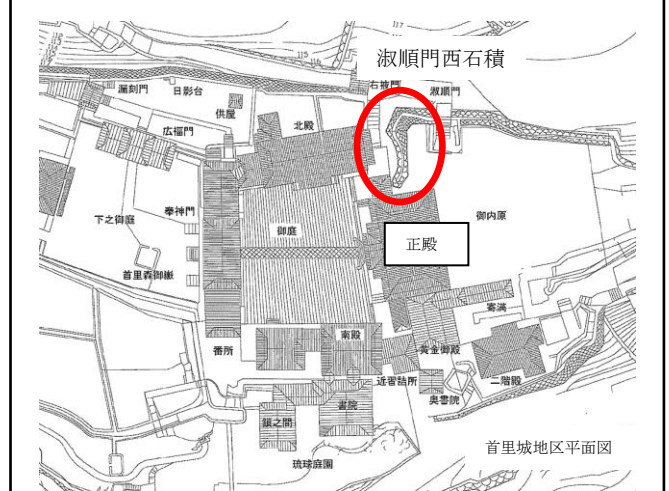 淑順門西石積
漏刻門
日影台
供屋
右掖門
淑順門
広福門
北殿
奉神門
下之御庭
御庭
御内原
正殿
首里森御嶽
寄満
番所
南殿
黄金御殿
近習詰所
二階殿
奥書院
書院
鎖之間
琉球庭園
首里城地区平面図